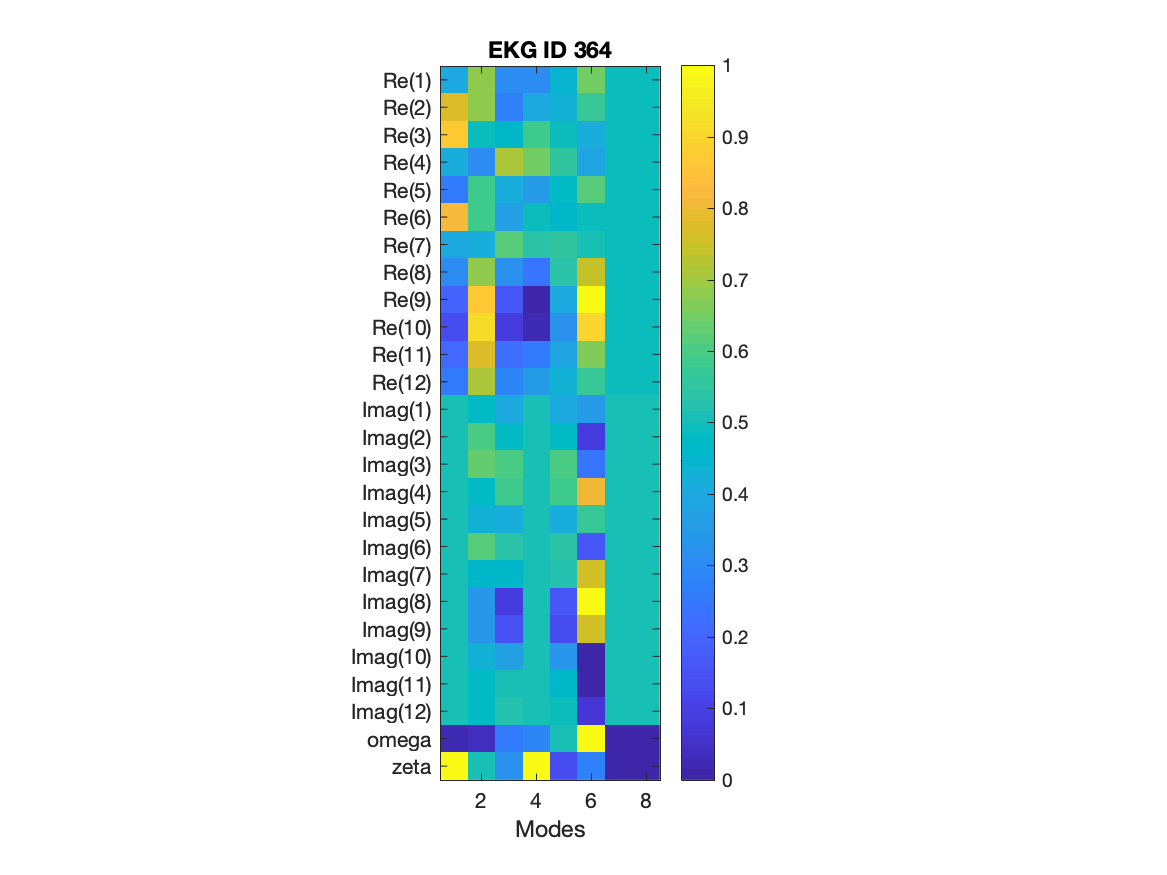 EKG ID 364
Re(1)
Re(2)
Re(3)
Re(4)
Re(5)
Re(6)
Re(7)
Re(8)
Re(9)
Re(10)
Re(11)
Re(12)
Imag(1)
Imag(2)
Imag(3)
Imag(4)
Imag(5)
Imag(6)
Imag(7)
Imag(8)
Imag(9)
Imag(10)
Imag(11)
Imag(12)
omega
zeta
2 4 6 8
Modes
1
0.9
0.8
0.7
0.6
0.5
0.4
0.3
0.2
0.1
0